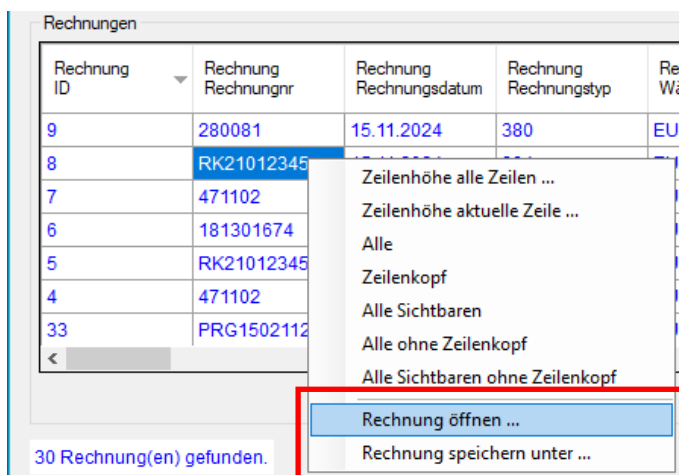 Rechnungen
Rechnung ID
Rechnung Rechnungnr
Rechnung Rechnungsdatum
Rechnung Rechnungstyp
9 280081 15.11.2024 380 EU
8 RK21012345
7 471102
6 181301674
5 RK21012345
4 471102
33 PRG1502112
Zeilenhöhe alle Zeilen ...
Zeilenhöhe aktuelle Zeile ...
Alle
Zeilenkopf
Alle Sichtbaren
Alle ohne Zeilenkopf
Alle Sichtbaren ohne Zeilenkopf
Rechnung öffnen ...
Rechnung speichern unter ...
30 Rechnung(en) gefunden.